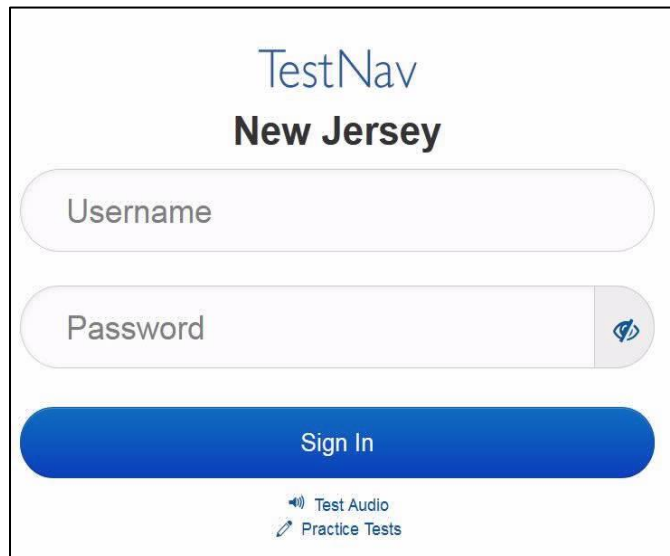 TestNav
New Jersey
Username
Password
Sign In
Test Audio
Practice Tests